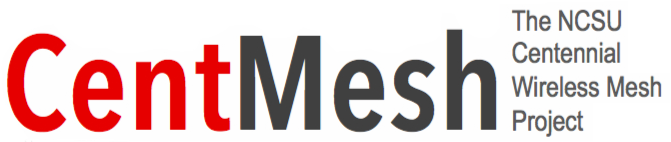 CentMesh
The NCSU
Centennial
Wireless Mesh
Project